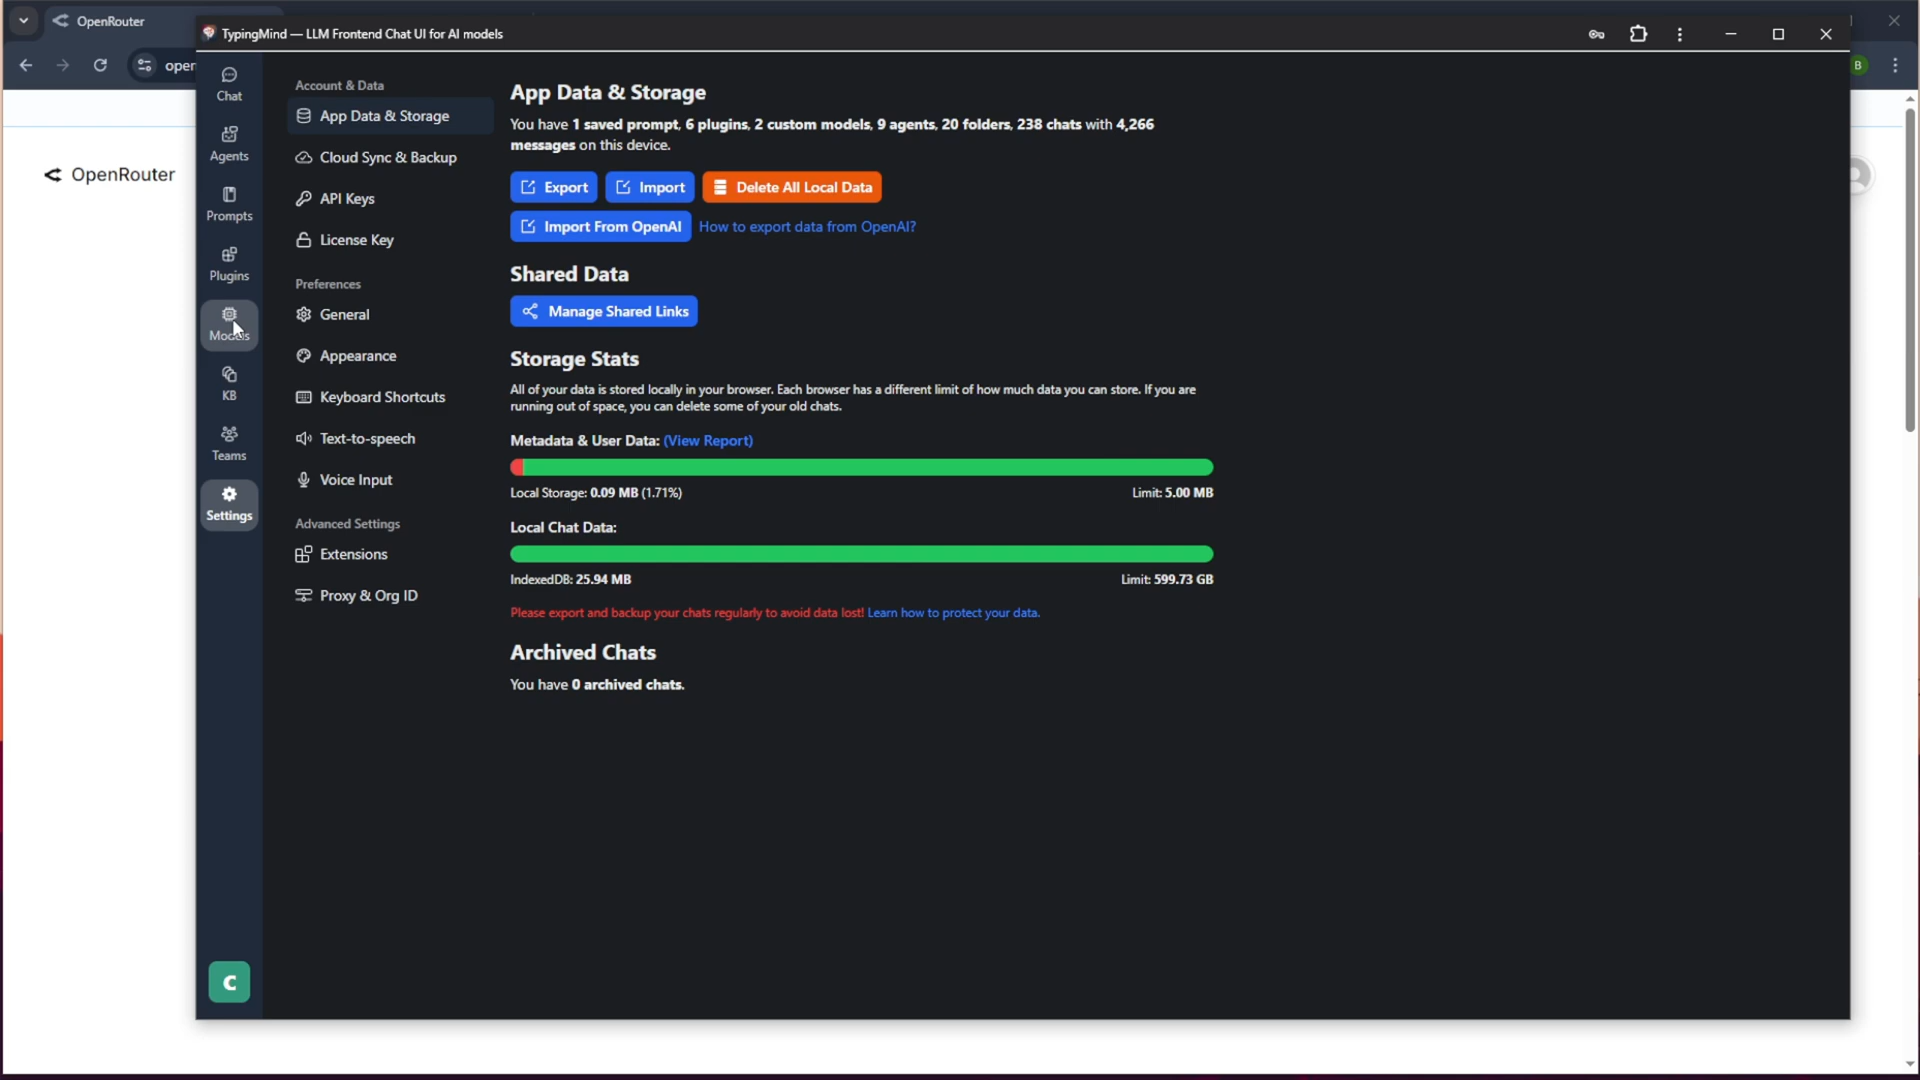 OpenRouter
TypingMind — LLM Frontend Chat UI for AI models
oper
B
OpenRouter
Chat
Agents
Prompts
Plugins
Models
KB
Teams
Settings
C
Account & Data
App Data & Storage
Cloud Sync & Backup
API Keys
License Key
Preferences
General
Appearance
Keyboard Shortcuts
Text-to-speech
Voice Input
Advanced Settings
Extensions
Proxy & Org ID
App Data & Storage
You have 1 saved prompt, 6 plugins, 2 custom models, 9 agents, 20 folders, 238 chats with 4,266
messages on this device.
Export Import Delete All Local Data
Import From OpenAI How to export data from OpenAI?
Shared Data
Manage Shared Links
Storage Stats
All of your data is stored locally in your browser. Each browser has a different limit of how much data you can store. If you are
running out of space, you can delete some of your old chats.
Metadata & User Data: (View Report)
Local Storage: 0.09 MB (1.71%) Limit: 5.00 MB
Local Chat Data:
IndexedDB: 25.94 MB Limit: 599.73 GB
Please export and backup your chats regularly to avoid data lost! Learn how to protect your data.
Archived Chats
You have 0 archived chats.